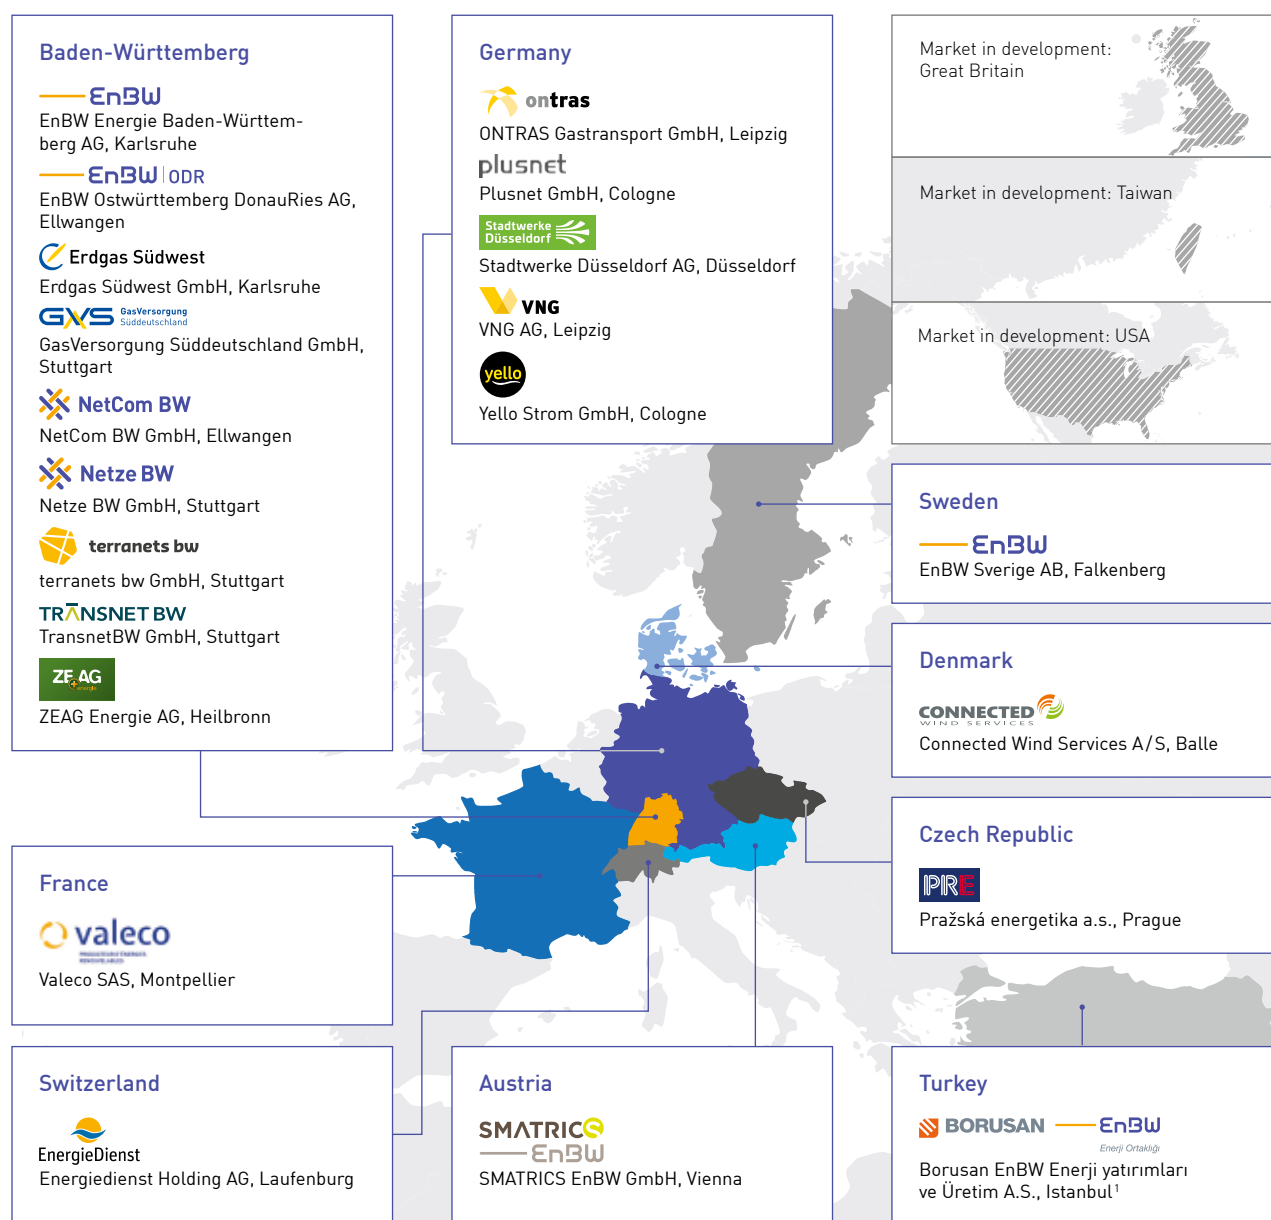 Baden-Württemberg
EnBW
EnBW Energie Baden-Württem-
berg AG, Karlsruhe
EnBW | ODR
EnBW Ostwürttemberg DonauRies AG,
Ellwangen
Erdgas Südwest
Erdgas Südwest GmbH, Karlsruhe
GVS GasVersorgung
Süddeutschland
GasVersorgung Süddeutschland GmbH,
Stuttgart
NetCom BW
NetCom BW GmbH, Ellwangen
Netze BW
Netze BW GmbH, Stuttgart
terranets bw
terranets bw GmbH, Stuttgart
TRANSNET BW
TransnetBW GmbH, Stuttgart
ZEAG
energie
ZEAG Energie AG, Heilbronn
Germany
ontras
ONTRAS Gastransport GmbH, Leipzig
plusnet
Plusnet GmbH, Cologne
Stadtwerke
Düsseldorf
Stadtwerke Düsseldorf AG, Düsseldorf
VNG
VNG AG, Leipzig
yello
Yello Strom GmbH, Cologne
Market in development:
Great Britain
Market in development: Taiwan
Market in development: USA
Sweden
EnBW
EnBW Sverige AB, Falkenberg
Denmark
CONNECTED
WIND SERVICES
Connected Wind Services A/S, Balle
Czech Republic
PRE
Pražská energetika a.s., Prague
France
valeco
Valeco SAS, Montpellier
Switzerland
EnergieDienst
Energiedienst Holding AG, Laufenburg
Austria
SMATRICS
EnBW
SMATRICS EnBW GmbH, Vienna
Turkey
BORUSAN EnBW
Enerji Ortaklığı
Borusan EnBW Enerji yatırımları
ve Üretim A.S., Istanbul¹